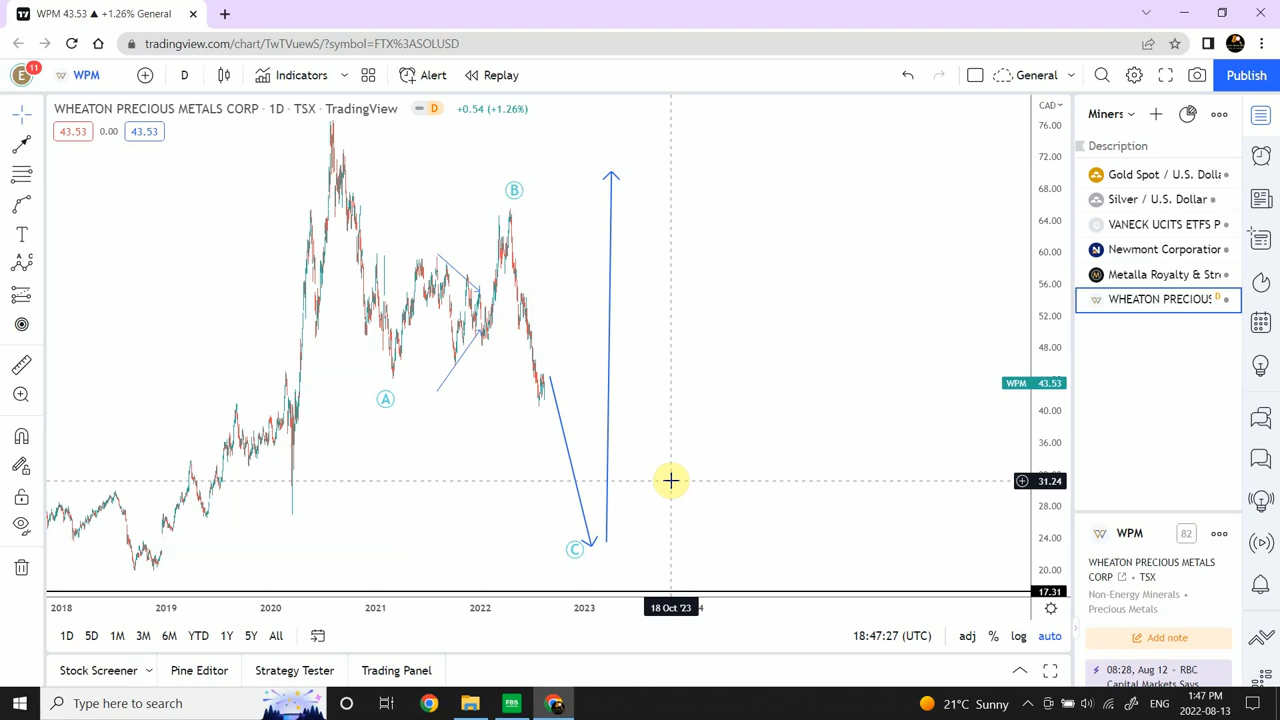 WPM 43.53 ▲ +1.26% General
tradingview.com/chart/TwTVuewS/?symbol=FTX%3ASOLUSD
E 11 WPM D Indicators Alert Replay General Publish
WHEATON PRECIOUS METALS CORP · 1D · TSX · TradingView D +0.54 (+1.26%)
43.53 0.00 43.53
CAD
76.00
72.00
68.00
64.00
60.00
56.00
52.00
48.00
WPM 43.53
40.00
36.00
31.24
28.00
24.00
20.00
17.31
A
B
C
2018 2019 2020 2021 2022 2023 18 Oct '23 4
1D 5D 1M 3M 6M YTD 1Y 5Y All 18:47:27 (UTC) adj % log auto
Stock Screener Pine Editor Strategy Tester Trading Panel
Miners
Description
Gold Spot / U.S. Dolla
Silver / U.S. Dollar
VANECK UCITS ETFS P
Newmont Corporation
Metalla Royalty & Stre
WHEATON PRECIOUS D
WPM 82
WHEATON PRECIOUS METALS
CORP · TSX
Non-Energy Minerals ·
Precious Metals
Add note
08:28, Aug 12 · RBC
Capital Markets Says
Type here to search
21°C Sunny ENG 1:47 PM
2022-08-13